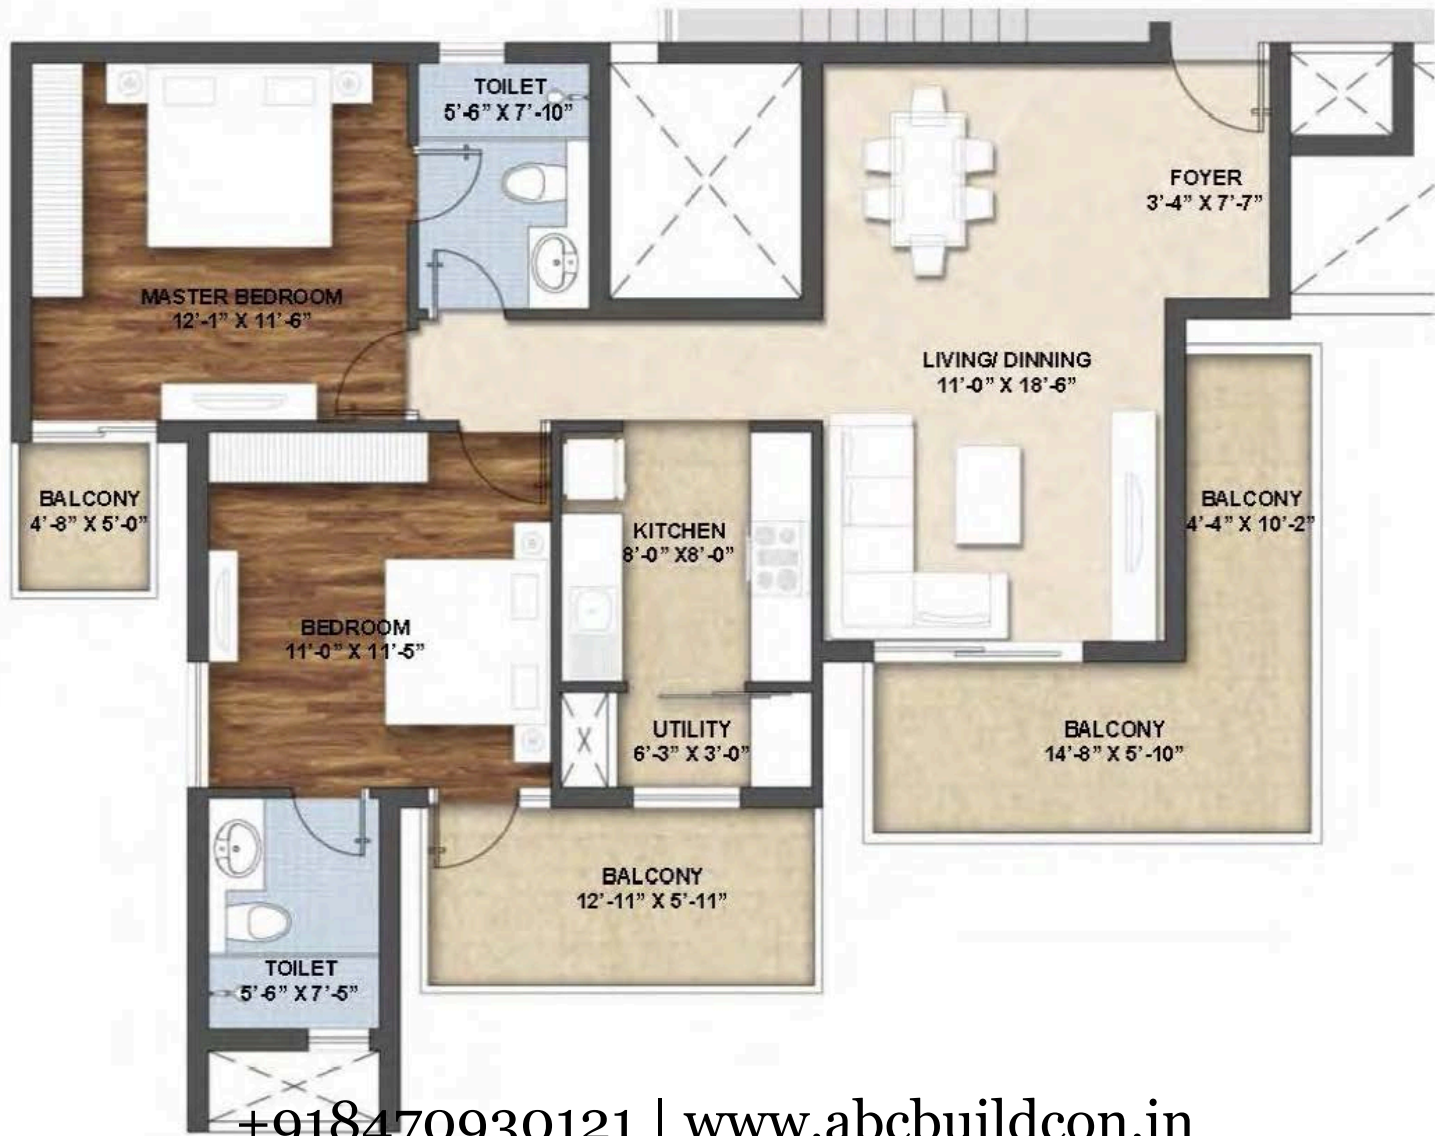 TOILET
5'-6" X 7'-10"
FOYER
3'-4" X 7'-7"
MASTER BEDROOM
12'-1" X 11'-6"
LIVING/ DINNING
11'-0" X 18'-6"
BALCONY
4'-8" X 5'-0"
KITCHEN
8'-0" X8'-0"
BALCONY
4'-4" X 10'-2"
BEDROOM
11'-0" X 11'-5"
UTILITY
6'-3" X 3'-0"
BALCONY
14'-8" X 5'-10"
BALCONY
12'-11" X 5'-11"
TOILET
5'-6" X 7'-5"
+918470930121 | www.abcbuildcon.in